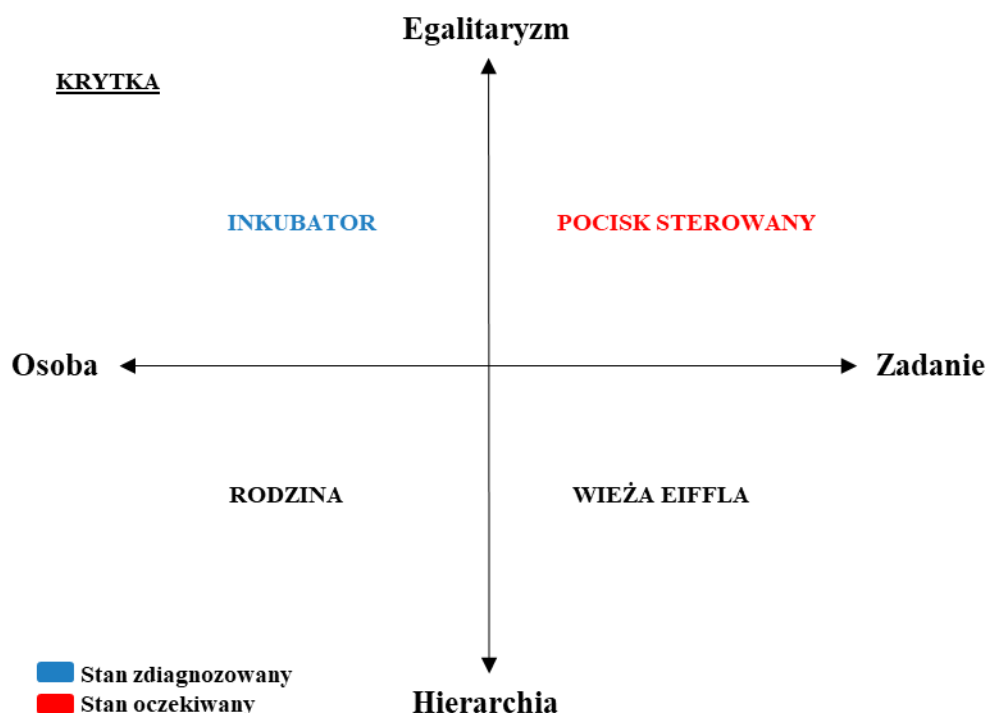 Egalitaryzm
KRYTKA
INKUBATOR
POCISK STEROWANY
Osoba
Zadanie
RODZINA
WIEŻA EIFFLA
Stan zdiagnozowany
Stan oczekiwany
Hierarchia